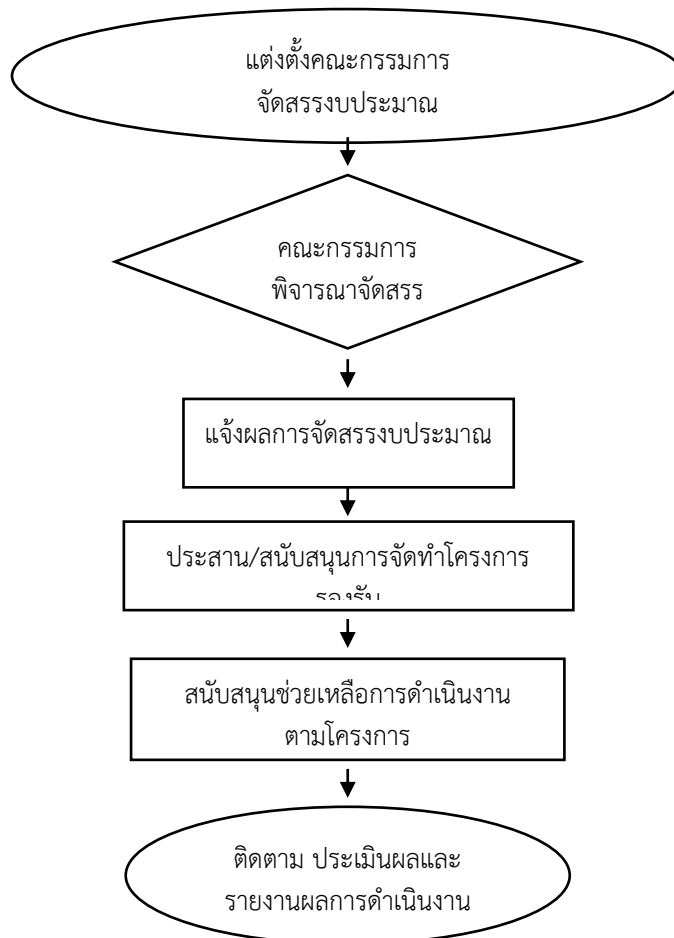 แต่งตั้งคณะกรรมการ
จัดสรรงบประมาณ
คณะกรรมการ
พิจารณาจัดสรร
แจ้งผลการจัดสรรงบประมาณ
ประสาน/สนับสนุนการจัดทำโครงการ
รองรับ
สนับสนุนช่วยเหลือการดำเนินงาน
ตามโครงการ
ติดตาม ประเมินผลและ
รายงานผลการดำเนินงาน